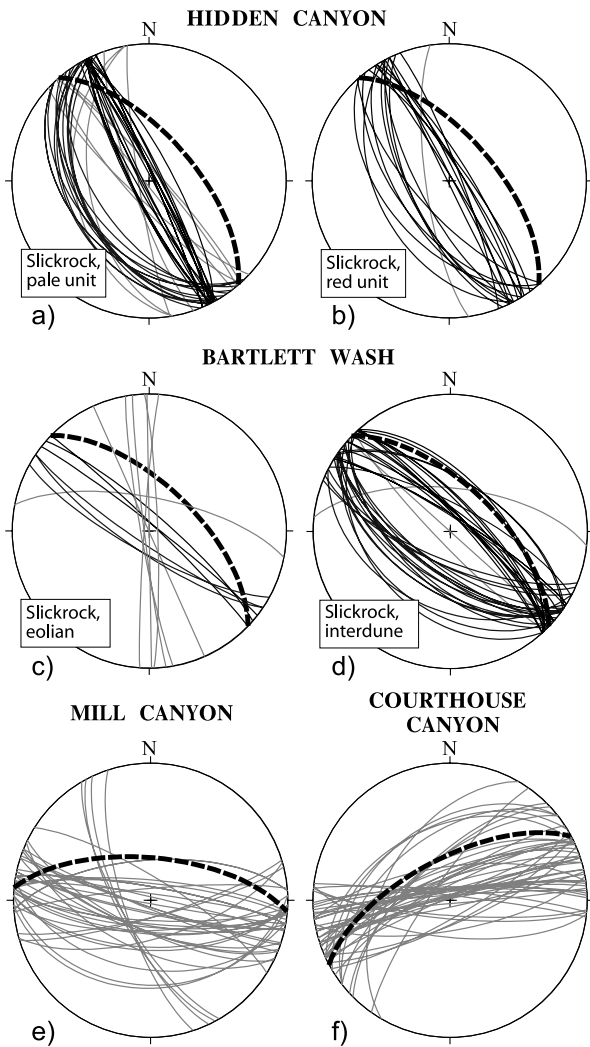 HIDDEN CANYON
N
N
Slickrock,
pale unit
Slickrock,
red unit
a)
b)
BARTLETT WASH
N
N
Slickrock,
eolian
Slickrock,
interdune
c)
d)
MILL CANYON
COURTHOUSE
CANYON
N
N
e)
f)